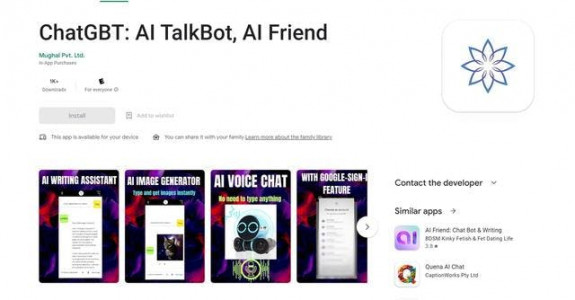 ChatGBT: AI TalkBot, AI Friend
Mughal Pvt. Ltd.
In App Purchases
1K+
Downloads
For everyone
Install
Add to wishlist
This app is available for your device
You can share it with your family Learn more about the family library
AI WRITING ASSISTANT
AI IMAGE GENERATOR
Type and get images instantly
AI VOICE CHAT
No need to type anything
WITH GOOGLE-SIGN-I
FEATURE
Contact the developer
Similar apps
AI Friend: Chat Bot & Writing
BDSM Kinky Fetish & Fet Dating Life
Quena AI Chat
CaptionWorks Pty Ltd